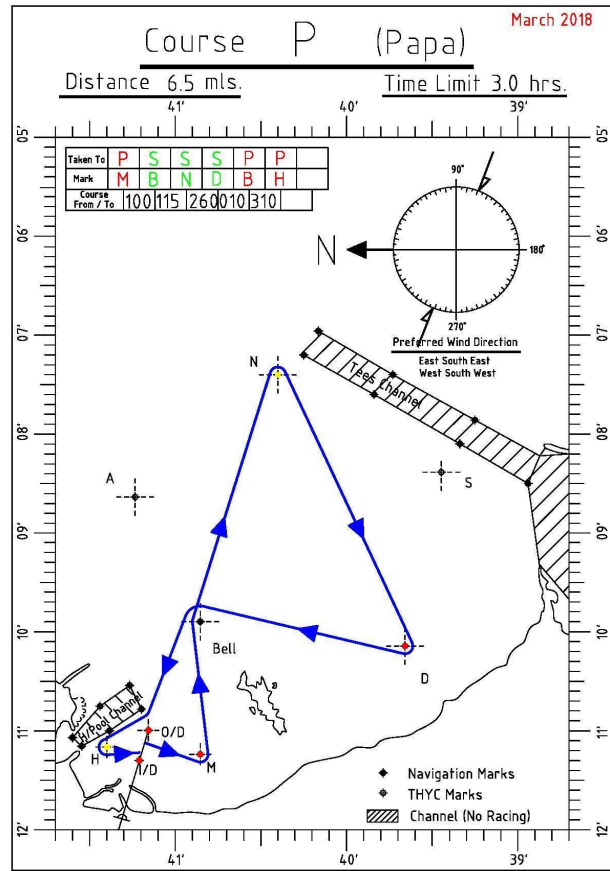 March 2018
Course P (Papa)
Distance 6.5 mls.
Time Limit 3.0 hrs.
41' 40' 39'
05' 05'
Taken To P S S S P P
Mark M B N D B H
Course From / To 100 115 260 010 310
90°
N
180°
270°
06' 06'
Preferred Wind Direction
East South East
West South West
07' 07'
N
Tees Channel
08' 08'
A
S
09' 09'
10' 10'
Bell
D
H/Pool Channel
11' 11'
O/D
H
I/D
M
Navigation Marks
THYC Marks
Channel (No Racing)
12' 12'
41' 40' 39'